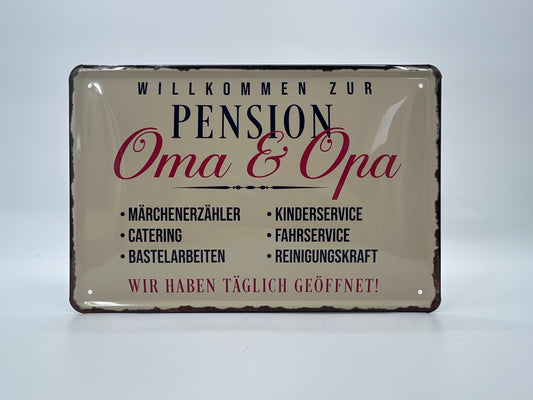 WILLKOMMEN ZUR
PENSION
Oma & Opa
• MÄRCHENERZÄHLER
• CATERING
• BASTELARBEITEN
• KINDERSERVICE
• FAHRSERVICE
• REINIGUNGSKRAFT
WIR HABEN TÄGLICH GEÖFFNET!